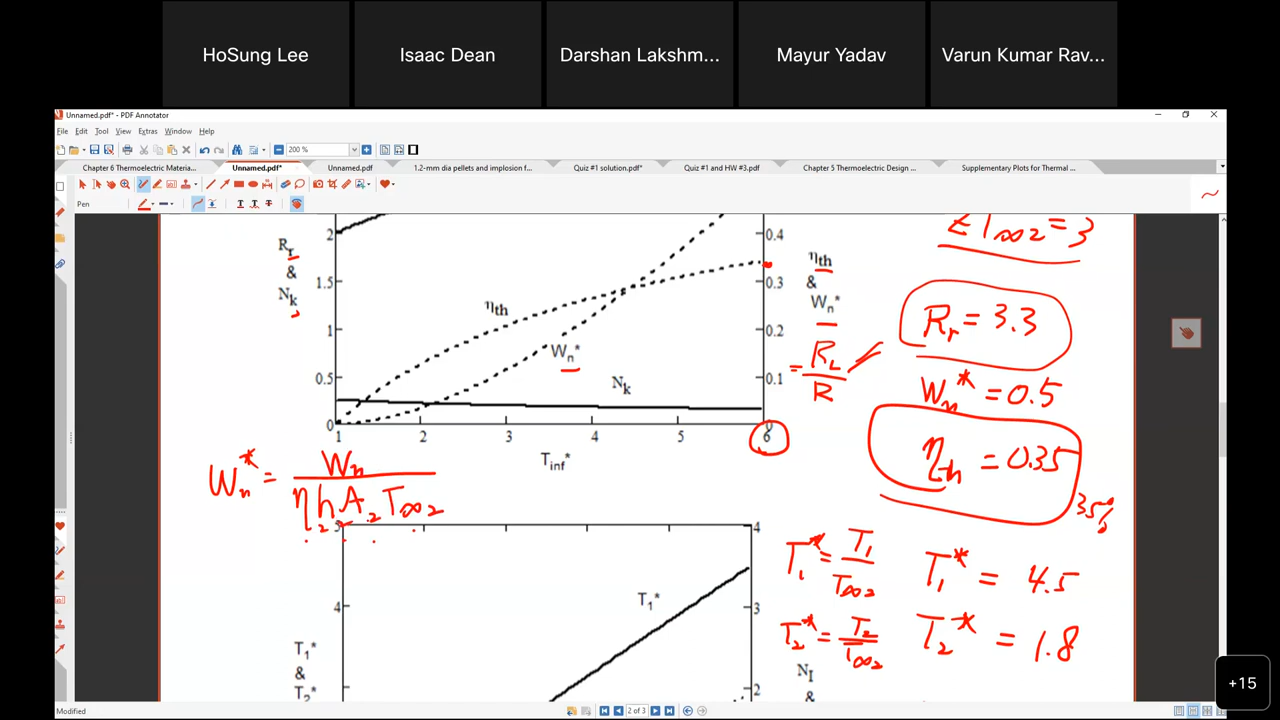 HoSung Lee
Isaac Dean
Darshan Lakshm...
Mayur Yadav
Varun Kumar Rav...
Unnamed.pdf* - PDF Annotator
File Edit Tool View Extras Window Help
200 %
Chapter 6 Thermoelectric Materia...
Unnamed.pdf*
Unnamed.pdf
1.2-mm dia pellets and implosion f...
Quiz #1 solution.pdf*
Quiz #1 and HW #3.pdf
Chapter 5 Thermoelectric Design ...
Supplementary Plots for Thermal ...
Pen
ZT∞2 = 3
2
0.4
Rr
&
Nk
1.5
0.3
ηth
&
Wn*
ηth
1
0.2
Wn*
= RL/R
Rr = 3.3
0.5
0.1
Nk
Wn* = 0.5
0
0
1 2 3 4 5 6
Tinf*
ηth = 0.35
35%
Wn* = Wn / η2h2A2T∞2
4
T1* = T1/T∞2
T1* = 4.5
T1*
4
3
T2* = T2/T∞2
T2* = 1.8
T1*
&
T2*
NI
&
2
+15
Modified
2 of 3